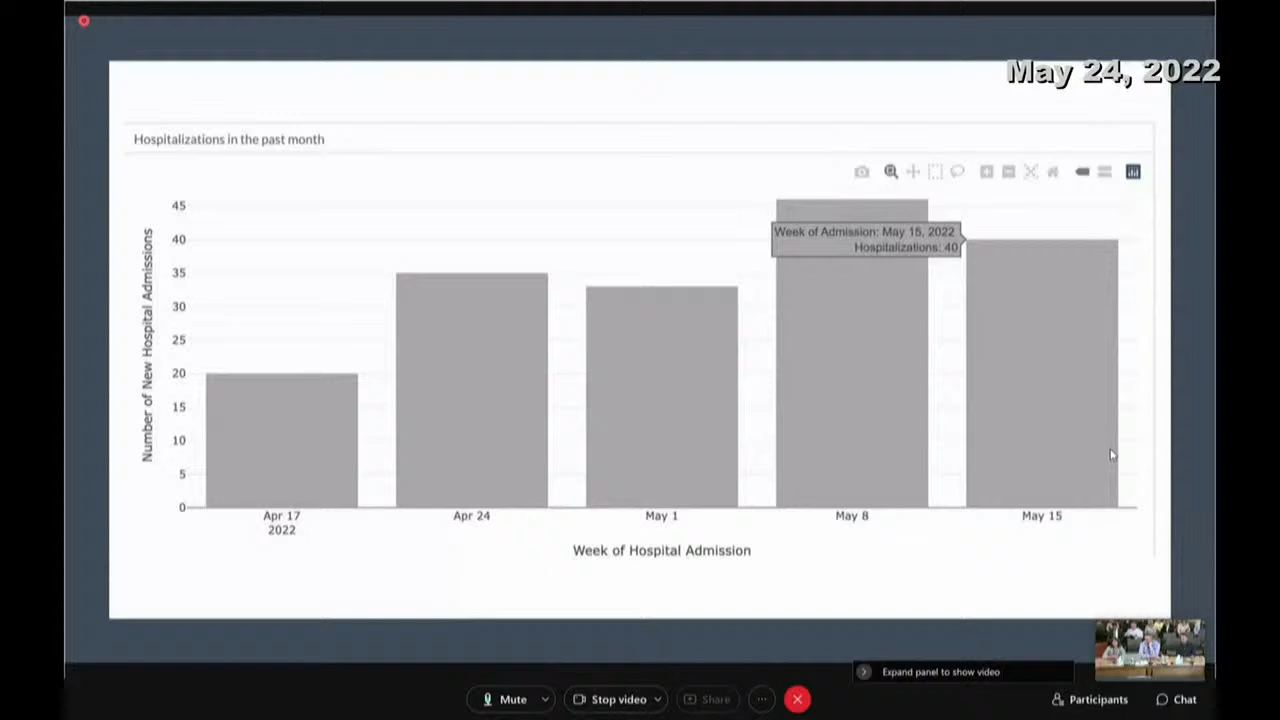 May 24, 2022
Hospitalizations in the past month
Number of New Hospital Admissions
45
40
35
30
25
20
15
10
5
0
Week of Admission: May 15, 2022
Hospitalizations: 40
Apr 17
2022
Apr 24
May 1
May 8
May 15
Week of Hospital Admission
Expand panel to show video
Mute
Stop video
Share
Participants
Chat